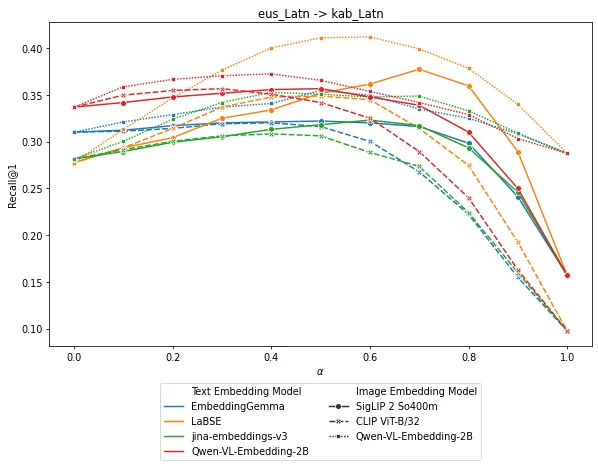 eus_Latn -> kab_Latn
0.40
0.35
0.30
0.25
0.20
0.15
0.10
Recall@1
0.0 0.2 0.4 0.6 0.8 1.0
α
Text Embedding Model Image Embedding Model
EmbeddingGemma SigLIP 2 So400m
LaBSE CLIP ViT-B/32
jina-embeddings-v3 Qwen-VL-Embedding-2B
Qwen-VL-Embedding-2B